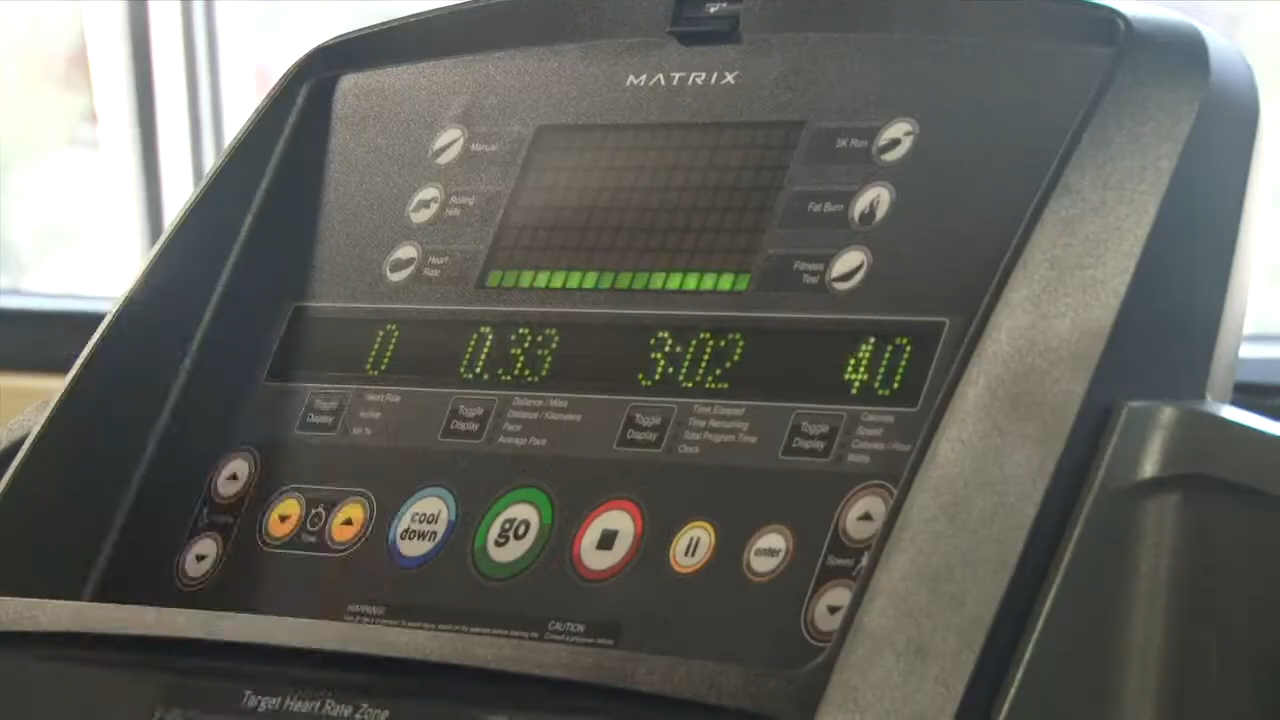 MATRIX
Manual
5K Run
Rolling
Hills
Fat Burn
Heart
Rate
Fitness
Test
0 0.33 3:02 40
Toggle
Display
Heart Rate
Incline
Toggle
Display
Distance / Miles
Distance / Kilometers
Pace
Average Pace
Toggle
Display
Time Elapsed
Time Remaining
Total Program Time
Clock
Toggle
Display
Calories
Speed
Calories / Hour
Watts
cool
down
go
enter
Speed
WARNING!
CAUTION
Target Heart Rate Zone